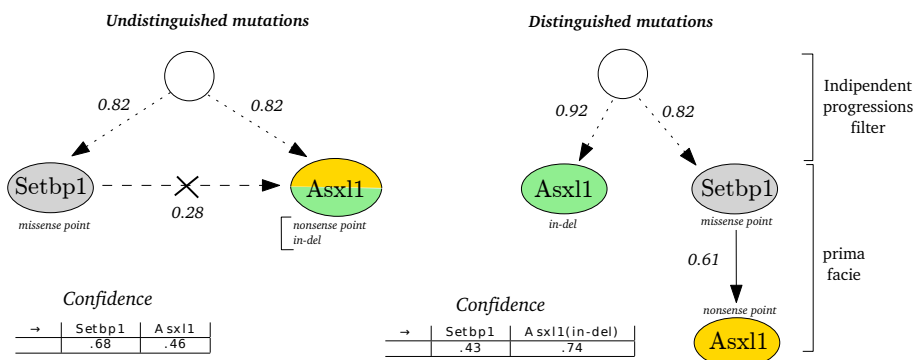 Undistinguished mutations
0.82
0.82
Setbp1
Asxl1
0.28
missense point
nonsense point
in-del
Confidence
→ Setbp1 Asxl1
.68 .46
Distinguished mutations
0.92
0.82
Asxl1
Setbp1
in-del
missense point
0.61
nonsense point
Asxl1
Indipendent
progressions
filter
prima
facie
Confidence
→ Setbp1 Asxl1(in-del)
.43 .74